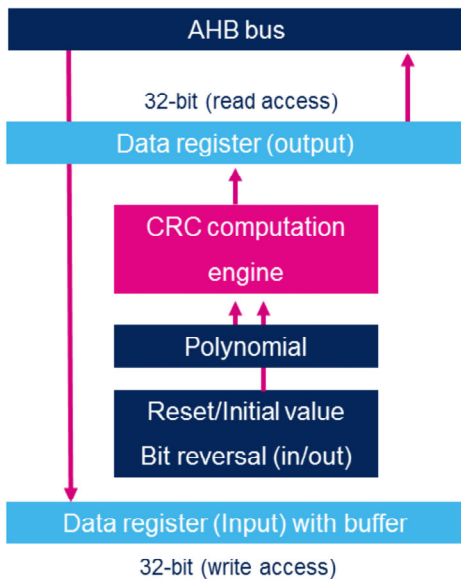 AHB bus
32-bit (read access)
Data register (output)
CRC computation
engine
Polynomial
Reset/Initial value
Bit reversal (in/out)
Data register (Input) with buffer
32-bit (write access)